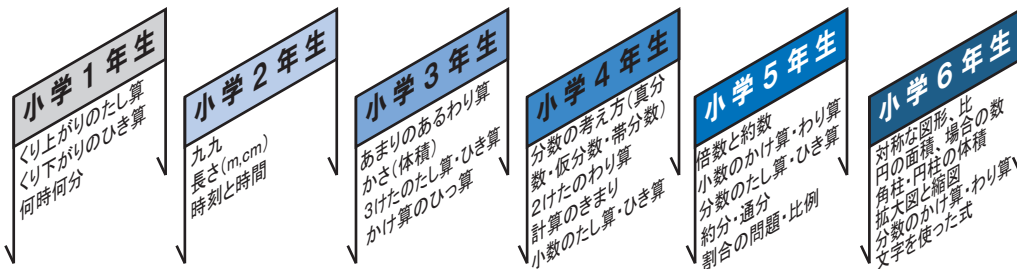 小学1年生
くり上がりのたし算
くり下がりのひき算
何時何分
小学2年生
九九
長さ(m,cm)
時刻と時間
小学3年生
あまりのあるわり算
かさ(体積)
3けたのたし算・ひき算
かけ算のひっ算
小学4年生
分数の考え方(真分
数・仮分数・帯分数)
2けたのわり算
計算のきまり
小数のたし算・ひき算
小学5年生
倍数と約数
小数のかけ算・わり算
分数のたし算・ひき算
約分・通分
割合の問題・比例
小学6年生
対称な図形、比
円の面積、場合の数
角柱・円柱の体積
拡大図と縮図
分数のかけ算・わり算
文字を使った式